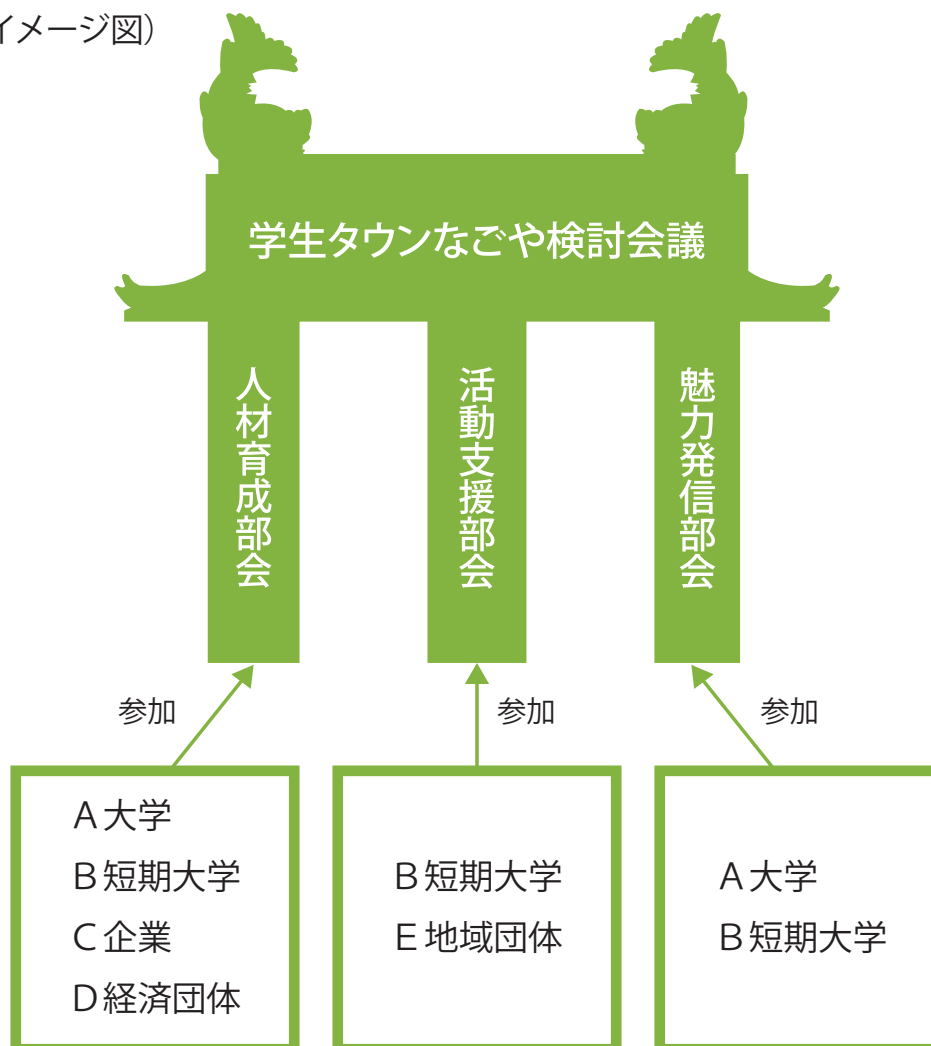 イメージ図）
学生タウンなごや検討会議
人材育成部会
活動支援部会
魅力発信部会
参加
参加
参加
Ａ大学
Ｂ短期大学
Ｃ企業
Ｄ経済団体
Ｂ短期大学
Ｅ地域団体
Ａ大学
Ｂ短期大学